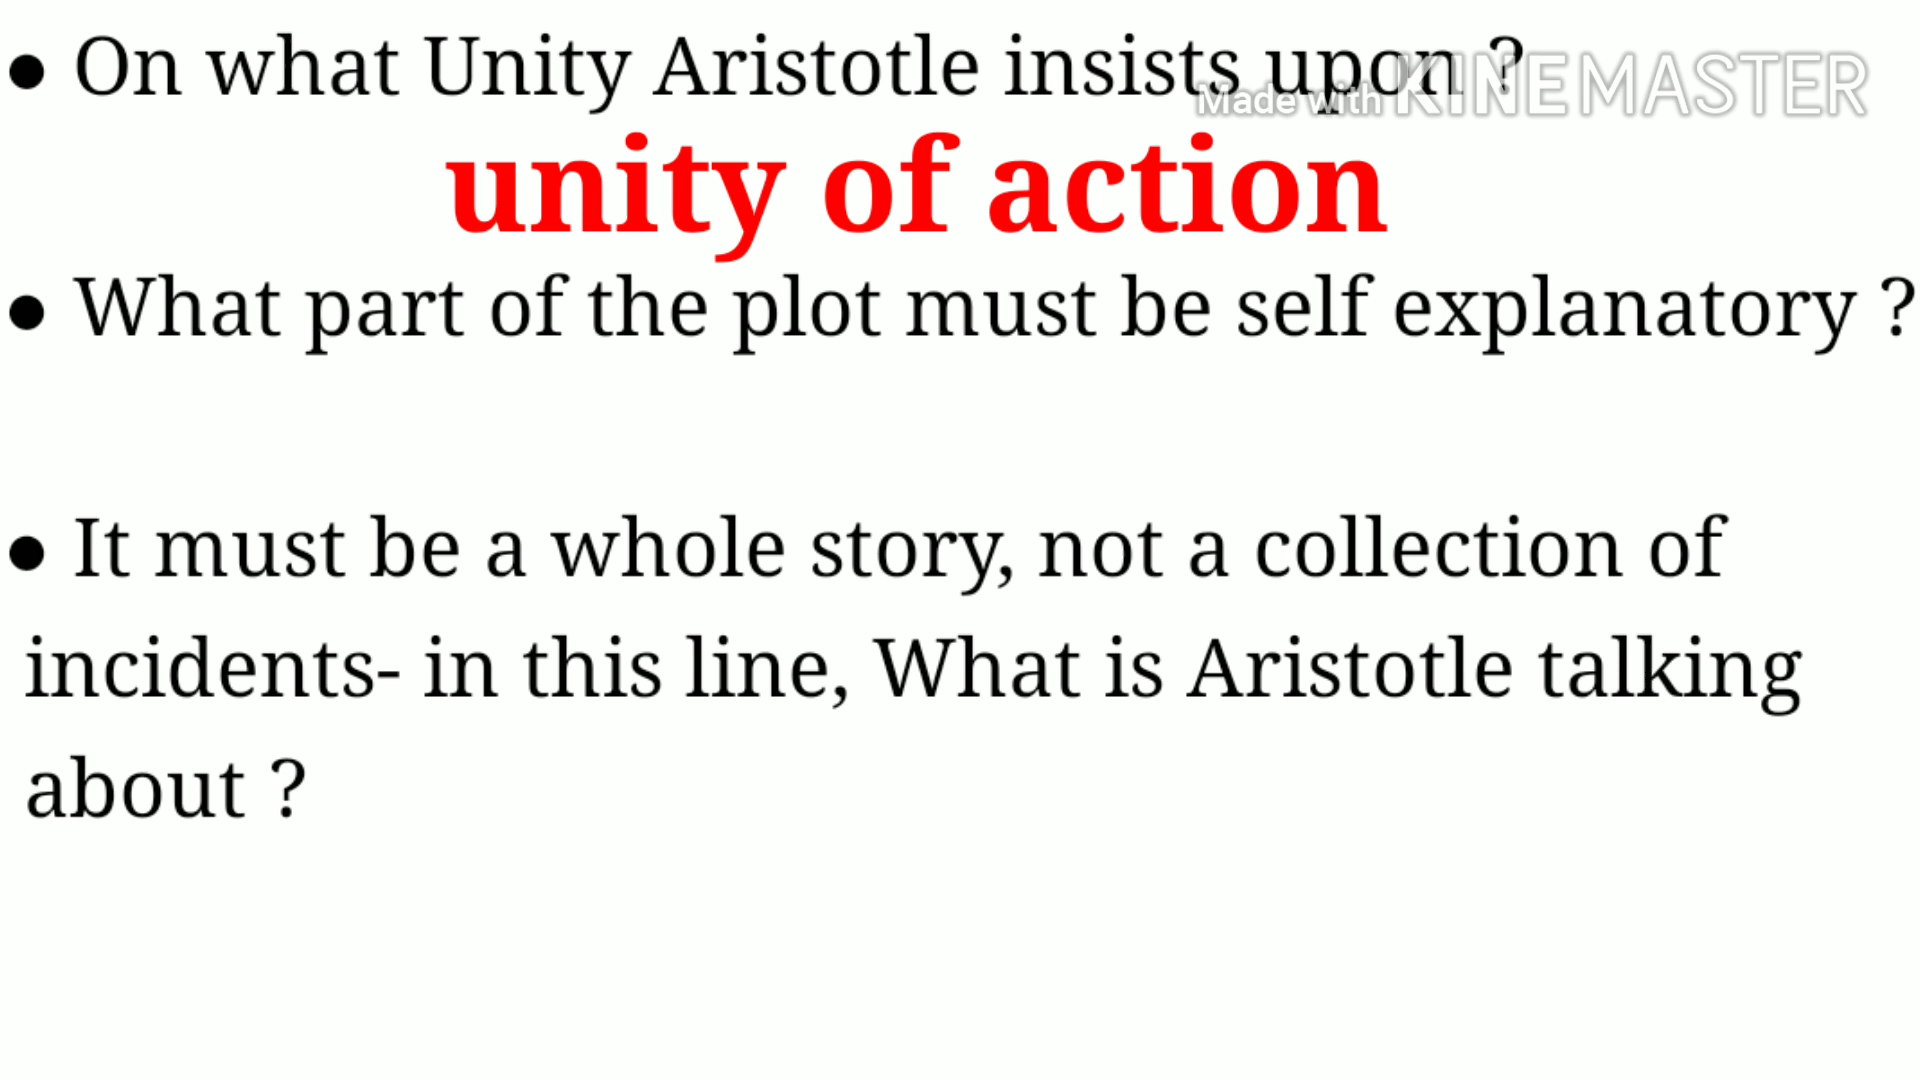 • On what Unity Aristotle insists upon ?
Made with KINEMASTER
unity of action
• What part of the plot must be self explanatory ?
• It must be a whole story, not a collection of
incidents- in this line, What is Aristotle talking
about ?